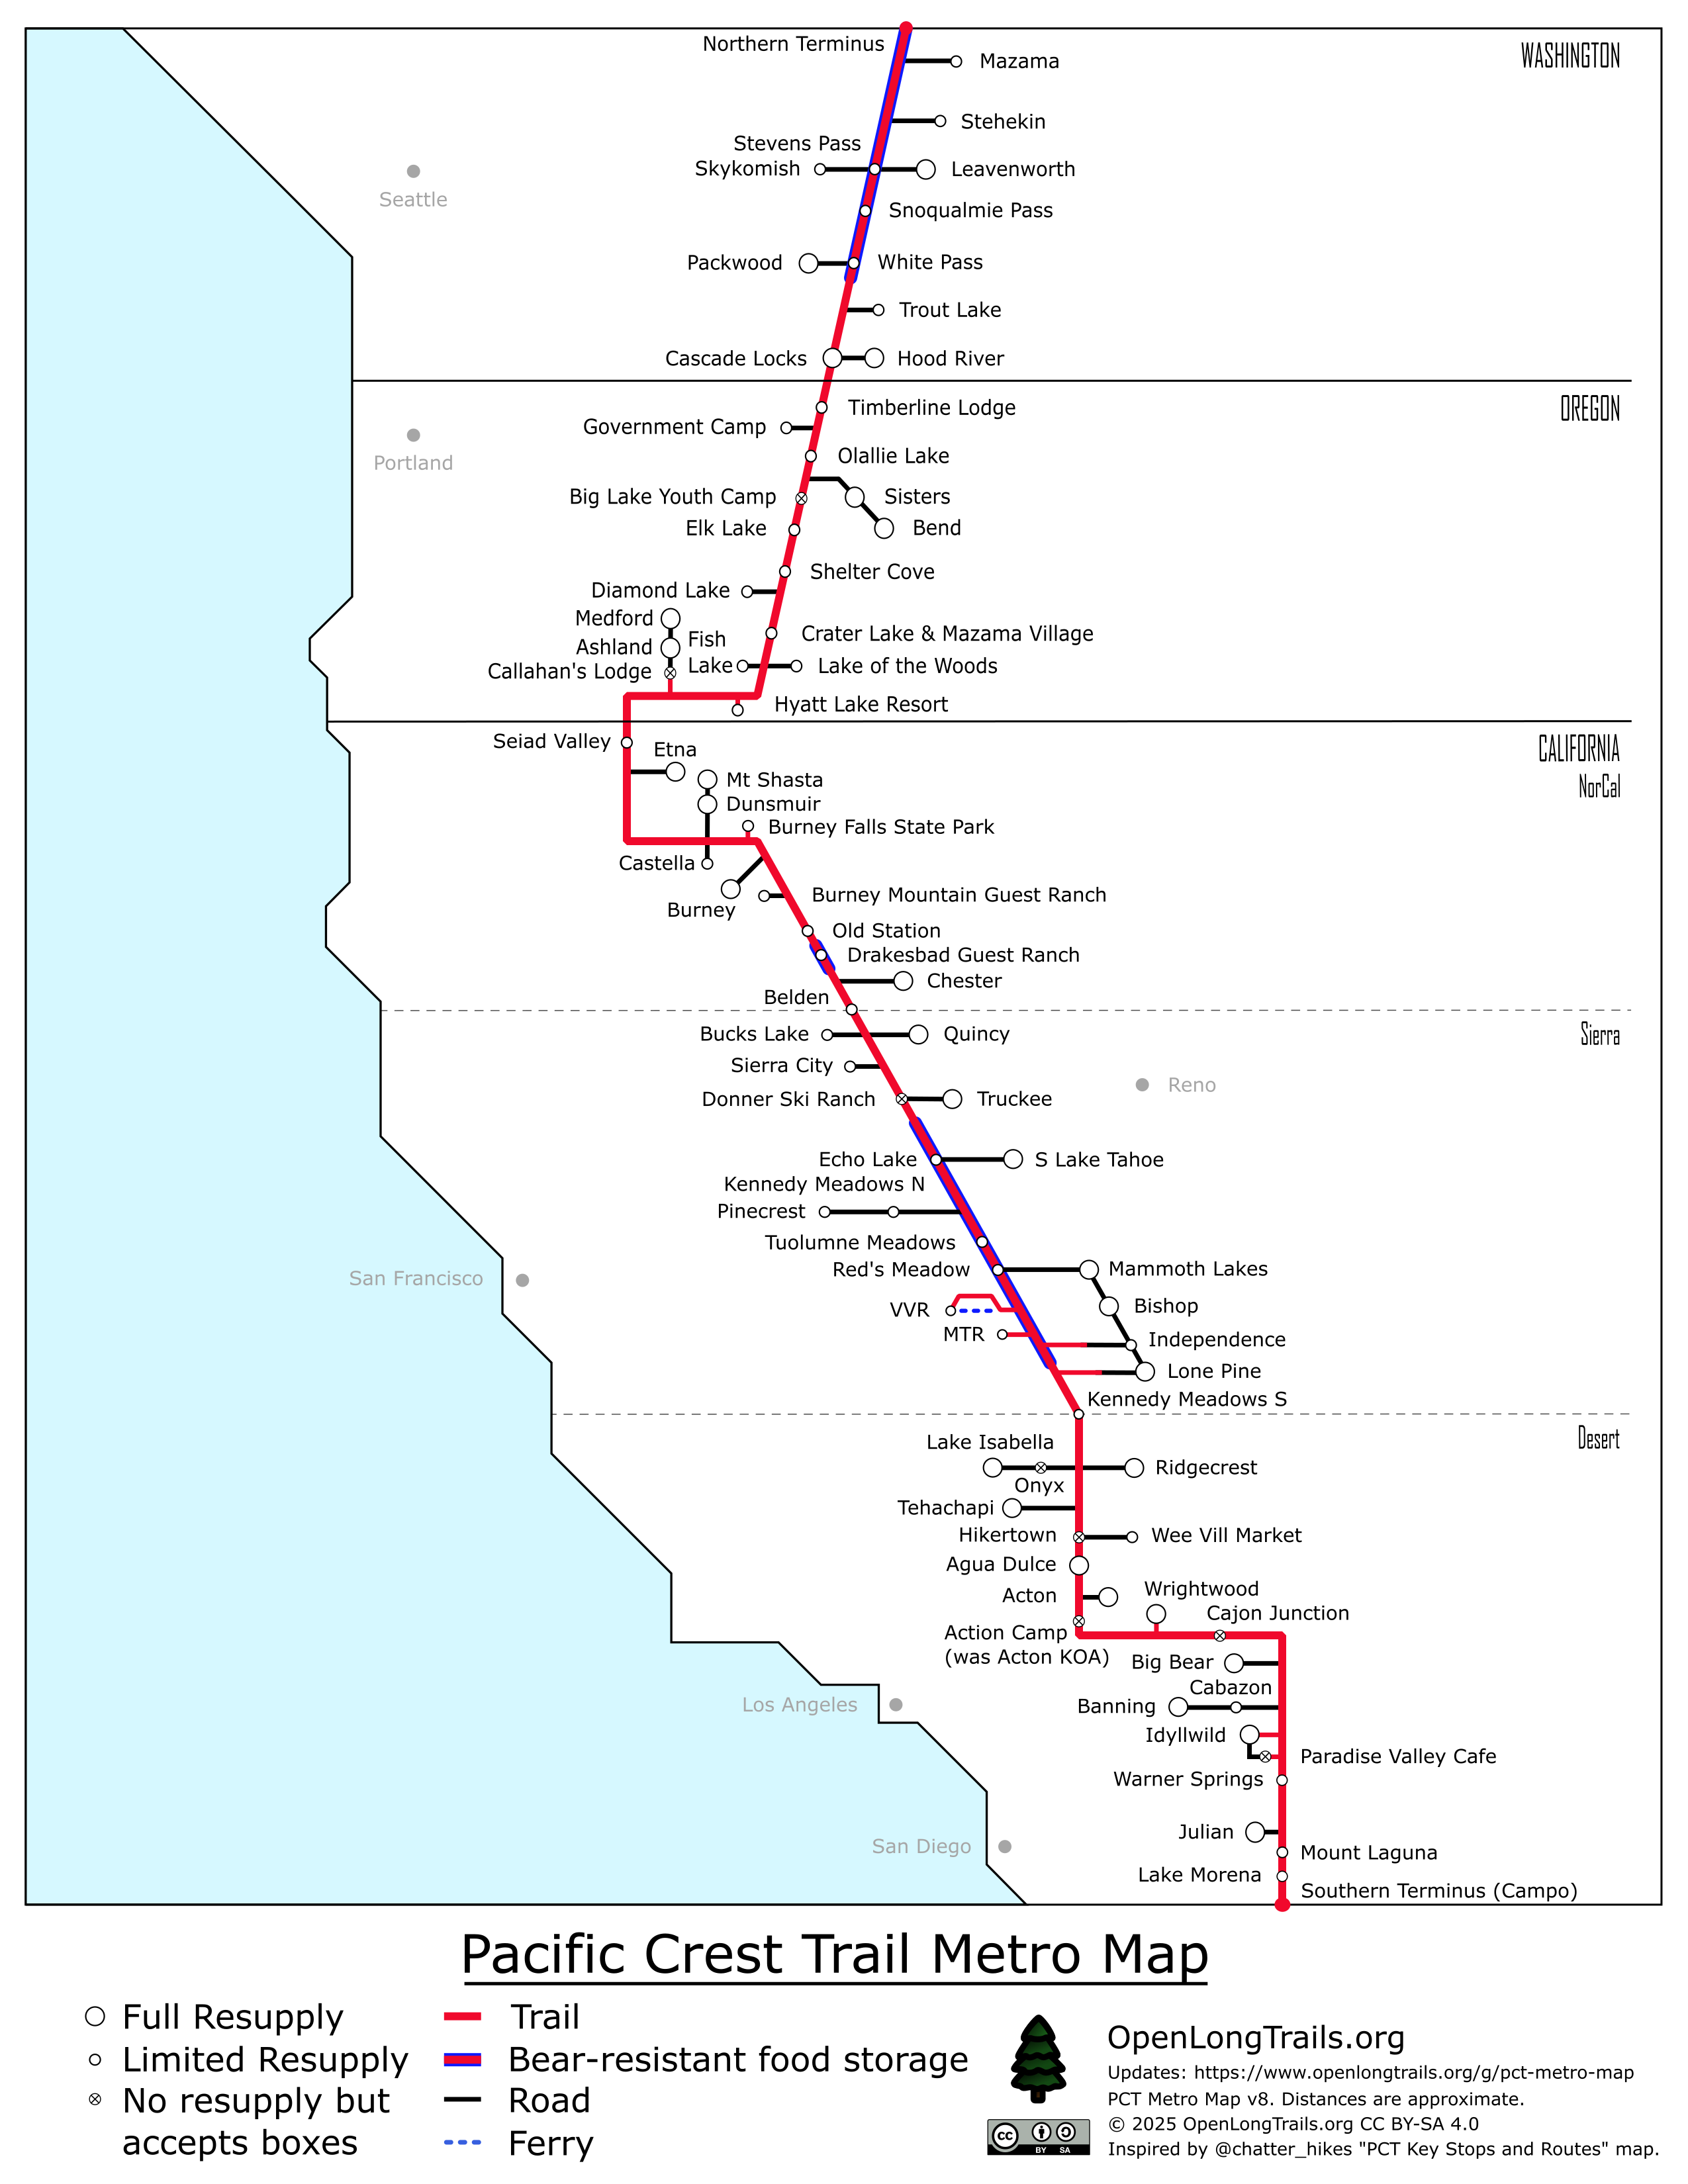 Northern Terminus
WASHINGTON
Mazama
Stehekin
Stevens Pass
Skykomish
Leavenworth
Seattle
Snoqualmie Pass
Packwood
White Pass
Trout Lake
Cascade Locks
Hood River
OREGON
Timberline Lodge
Government Camp
Portland
Olallie Lake
Big Lake Youth Camp
Sisters
Elk Lake
Bend
Shelter Cove
Diamond Lake
Medford
Crater Lake & Mazama Village
Ashland
Fish
Lake
Lake of the Woods
Callahan's Lodge
Hyatt Lake Resort
Seiad Valley
CALIFORNIA
NorCal
Etna
Mt Shasta
Dunsmuir
Burney Falls State Park
Castella
Burney
Burney Mountain Guest Ranch
Old Station
Drakesbad Guest Ranch
Chester
Belden
Sierra
Bucks Lake
Quincy
Sierra City
Reno
Donner Ski Ranch
Truckee
Echo Lake
S Lake Tahoe
Kennedy Meadows N
Pinecrest
Tuolumne Meadows
Red's Meadow
Mammoth Lakes
San Francisco
VVR
Bishop
MTR
Independence
Lone Pine
Kennedy Meadows S
Desert
Lake Isabella
Onyx
Ridgecrest
Tehachapi
Hikertown
Wee Vill Market
Agua Dulce
Acton
Wrightwood
Cajon Junction
Action Camp
(was Acton KOA)
Big Bear
Cabazon
Banning
Los Angeles
Idyllwild
Paradise Valley Cafe
Warner Springs
Julian
San Diego
Mount Laguna
Lake Morena
Southern Terminus (Campo)
Pacific Crest Trail Metro Map
Full Resupply
Limited Resupply
No resupply but
accepts boxes
Trail
Bear-resistant food storage
Road
Ferry
OpenLongTrails.org
Updates: https://www.openlongtrails.org/g/pct-metro-map
PCT Metro Map v8. Distances are approximate.
© 2025 OpenLongTrails.org CC BY-SA 4.0
Inspired by @chatter_hikes "PCT Key Stops and Routes" map.
cc
BY SA